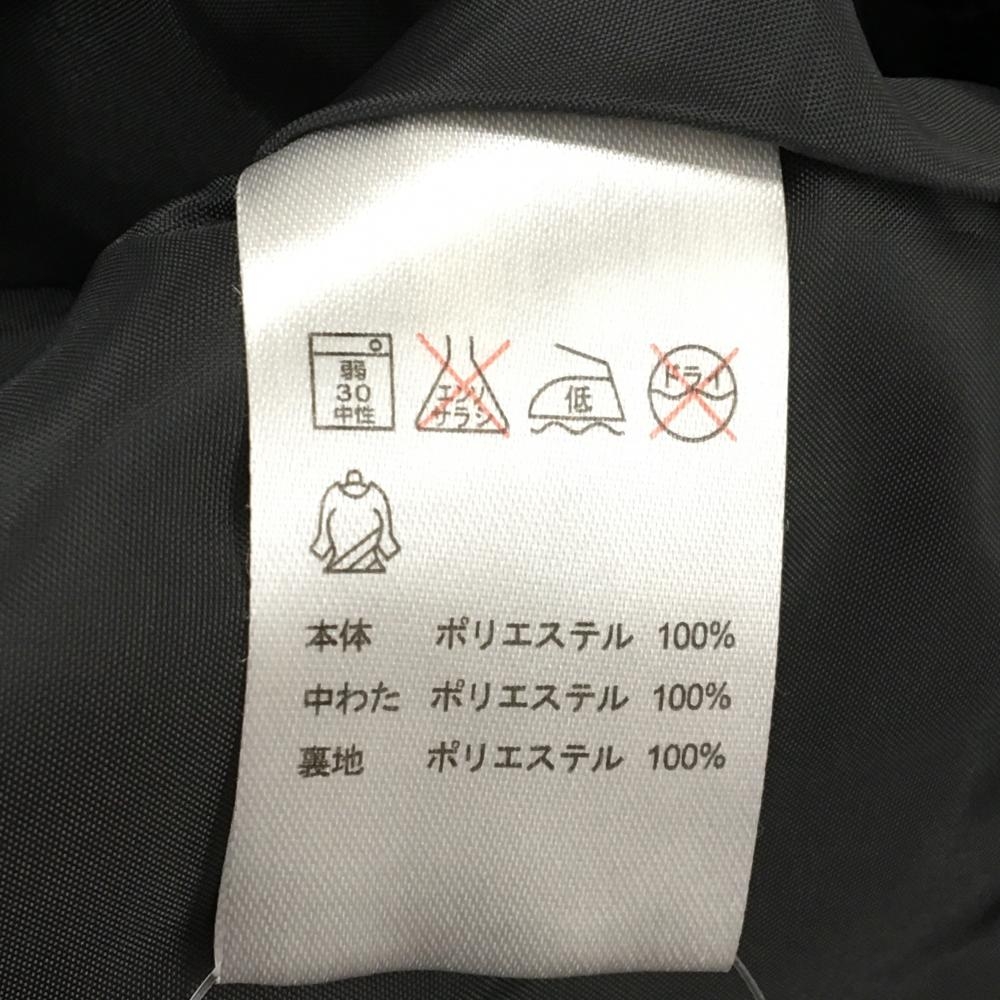 弱
30
中性
エンソ
サラシ
低
ドライ
本体 ポリエステル 100%
中わた ポリエステル 100%
裏地 ポリエステル 100%